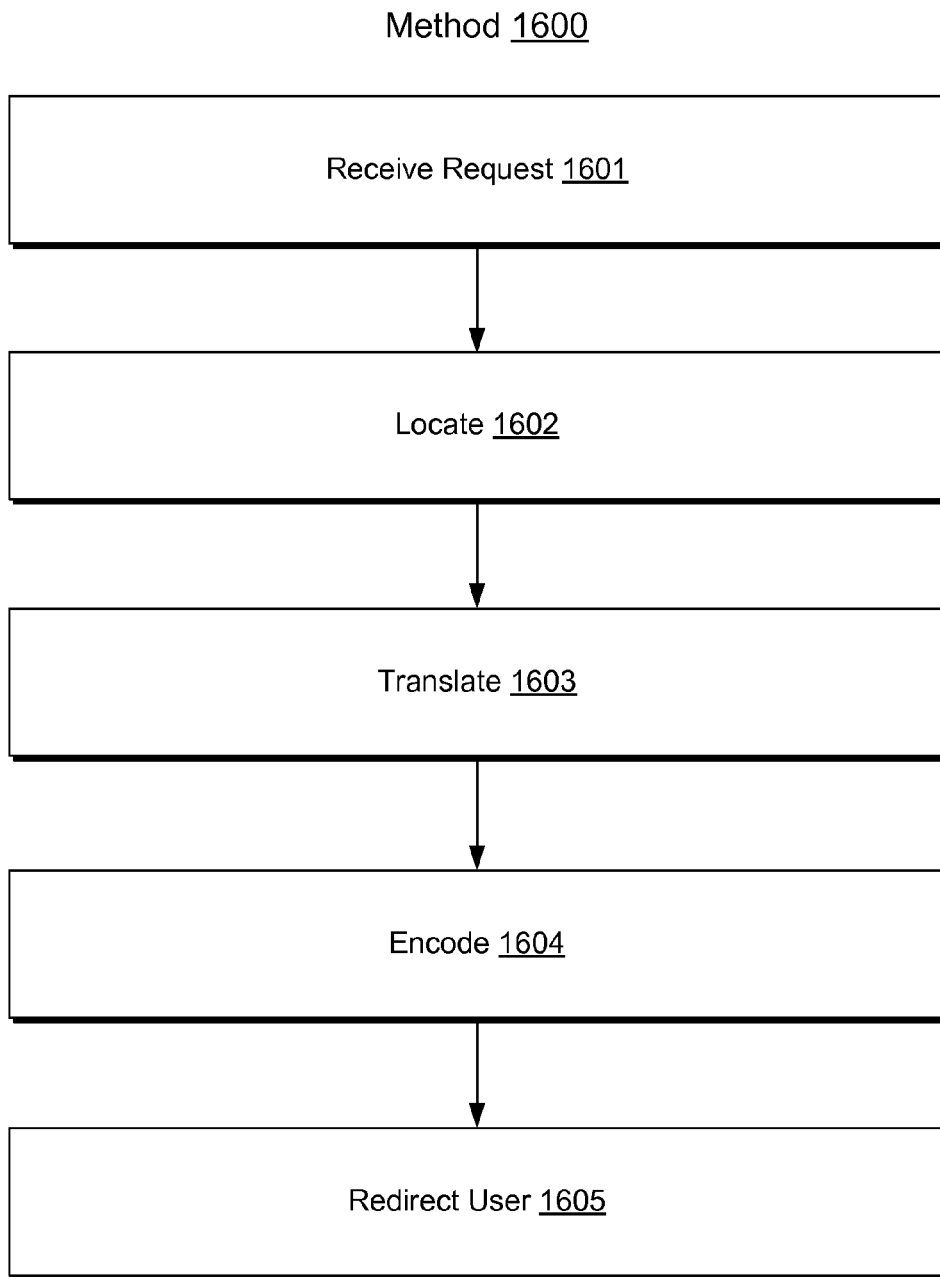 Method 1600
Receive Request 1601
Locate 1602
Translate 1603
Encode 1604
Redirect User 1605